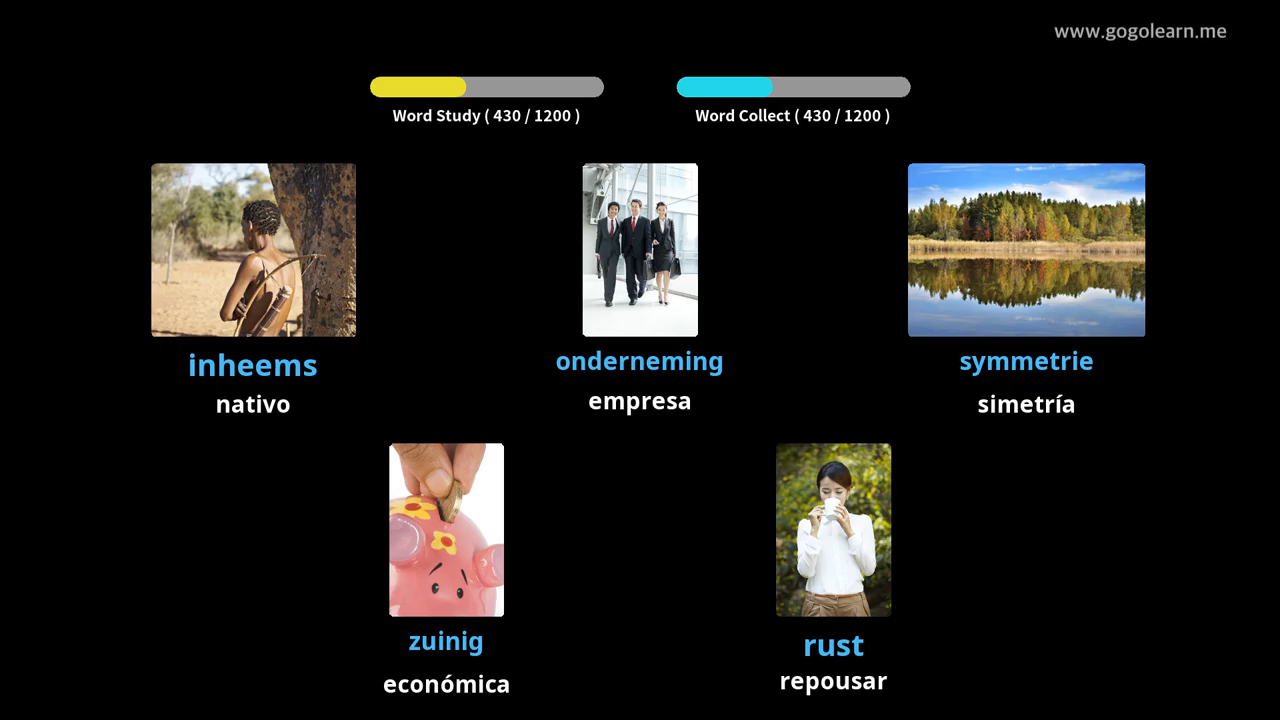 www.gogolearn.me
Word Study ( 430 / 1200 )
Word Collect ( 430 / 1200 )
inheems
nativo
onderneming
empresa
symmetrie
simetría
zuinig
económica
rust
repousar